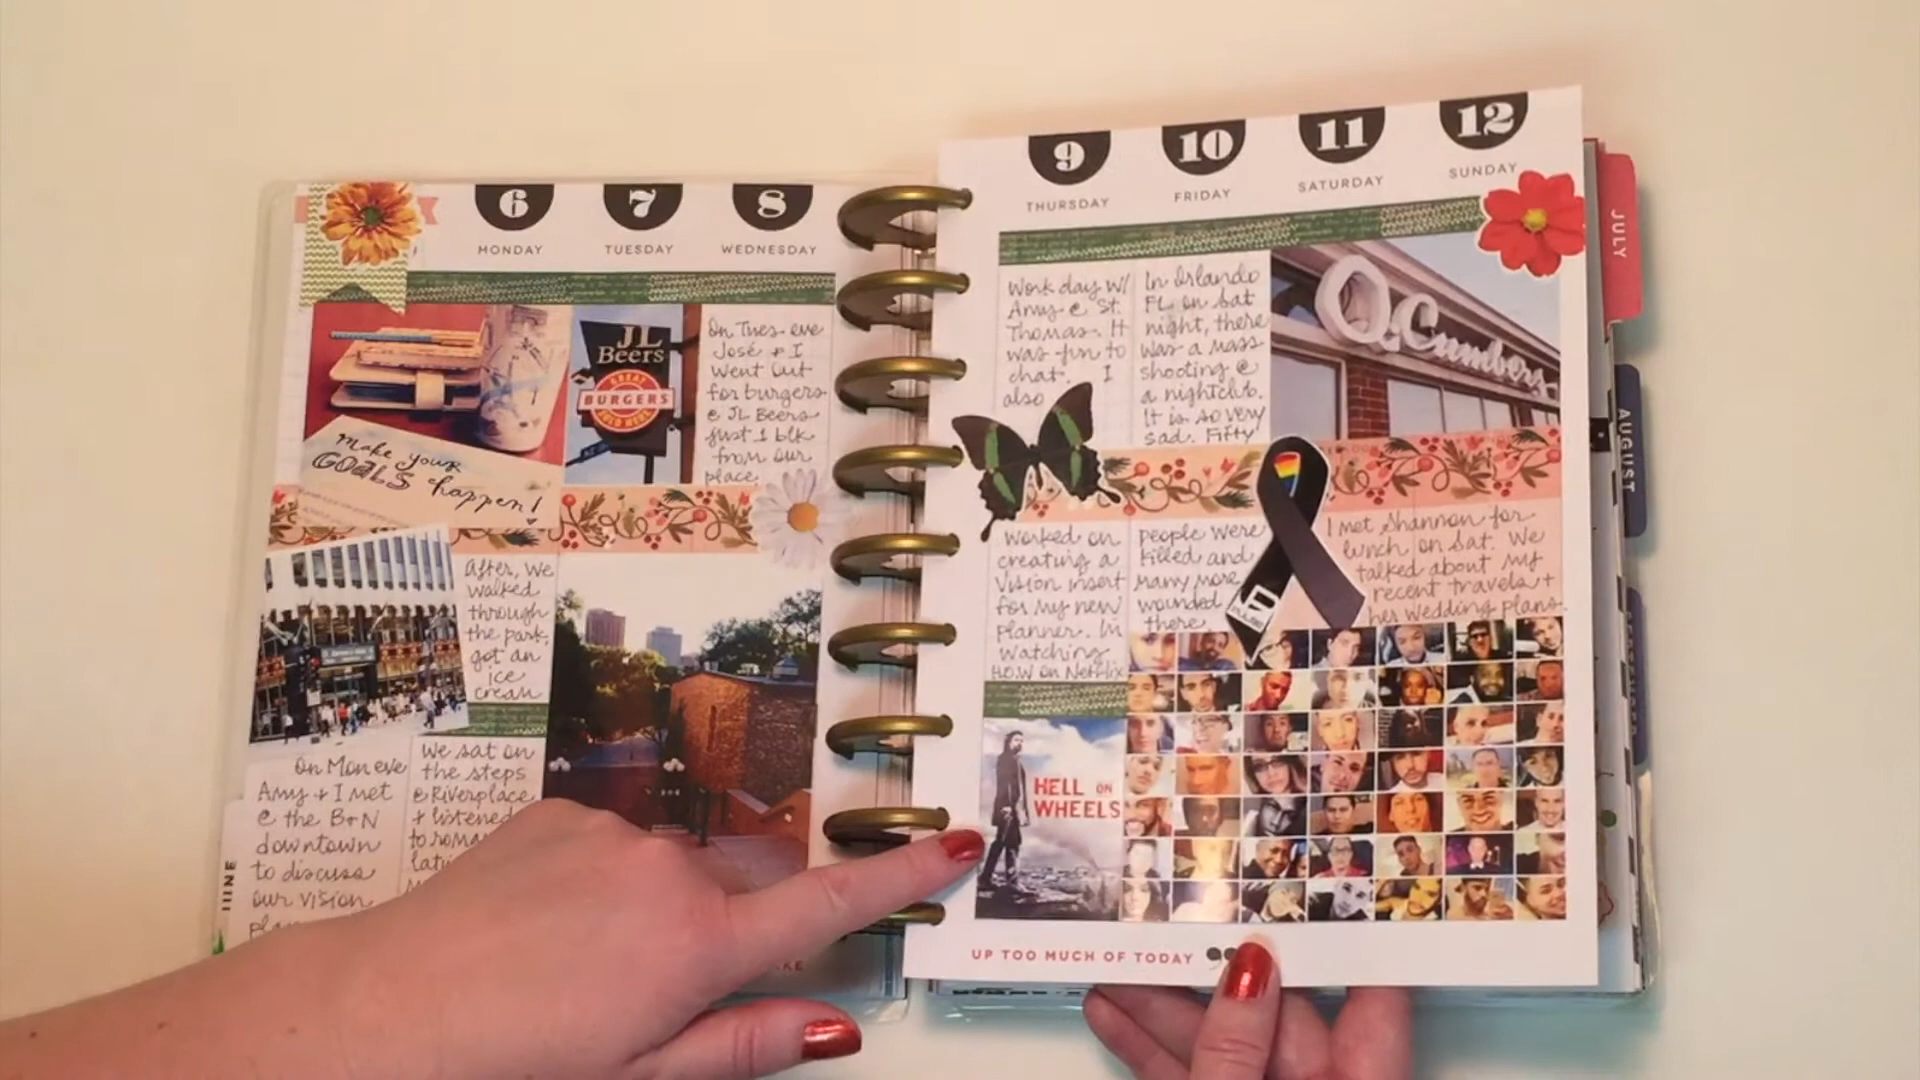 6
MONDAY
7
TUESDAY
8
WEDNESDAY
JL
Beers
GREAT
BURGERS
make your
GOALS happen!
On Tues eve
José + I
went out
for burgers
@ JL Beers
just 1 blk
from our
place.
After, we
walked
through
the park,
got an
ice
cream
On Mon eve
Amy + I met
@ the B+N
downtown
to discuss
our vision
We sat on
the steps
@ Riverplace
+ listened
JUNE
9
THURSDAY
10
FRIDAY
11
SATURDAY
12
SUNDAY
Work day w/
Amy @ St.
Thomas. It
was fun to
chat. I
also
worked on
creating a
Vision insert
for my new
planner. I'm
watching
H.O.W on Netflix
In Orlando
FL on Sat
night, there
was a mass
shooting @
a nightclub.
It is so very
sad. Fifty
people were
killed and
many more
wounded
there.
Q. Cumbers
I met Shannon for
lunch on Sat. We
talked about my
recent travels +
her wedding plans.
HELL ON
WHEELS
UP TOO MUCH OF TODAY ”
JULY
AUGUST